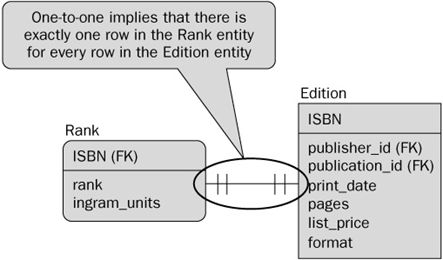 One-to-one implies that there is
exactly one row in the Rank entity
for every row in the Edition entity
Rank
ISBN (FK)
rank
ingram_units
Edition
ISBN
publisher_id (FK)
publication_id (FK)
print_date
pages
list_price
format